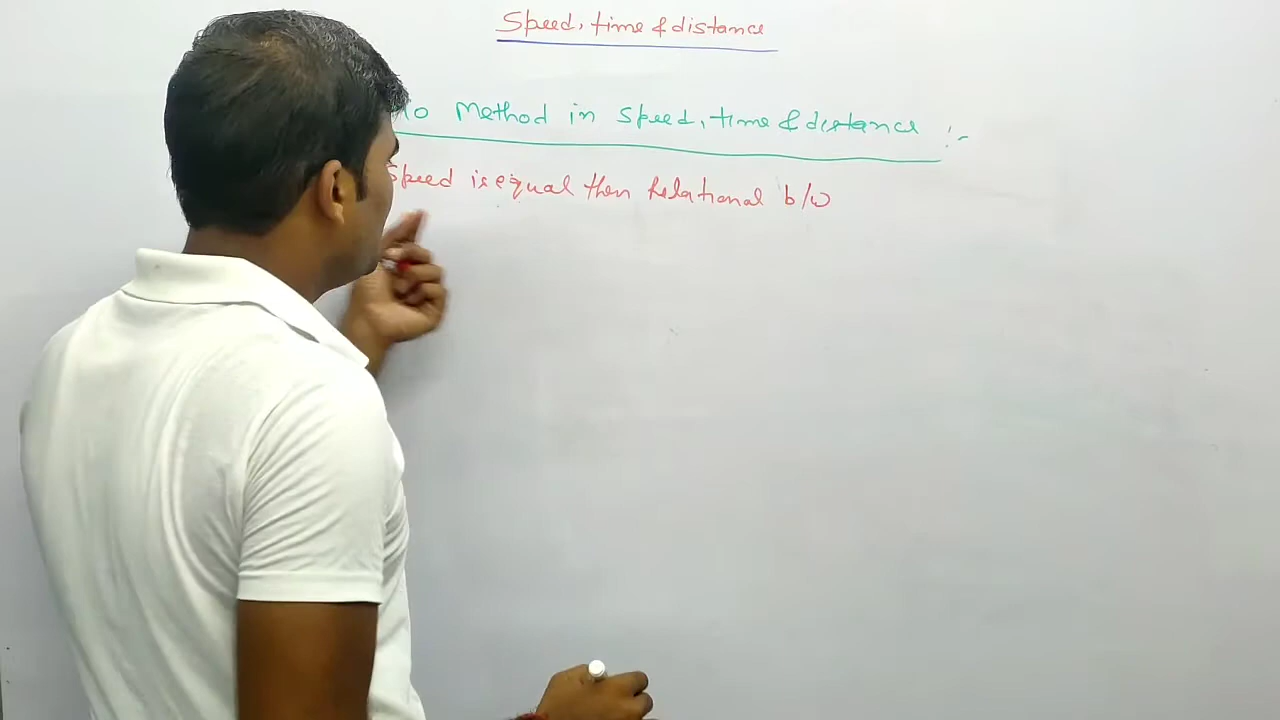 Speed, time & distance
Method in speed, time & distance :-
Speed is equal then Relational b/w